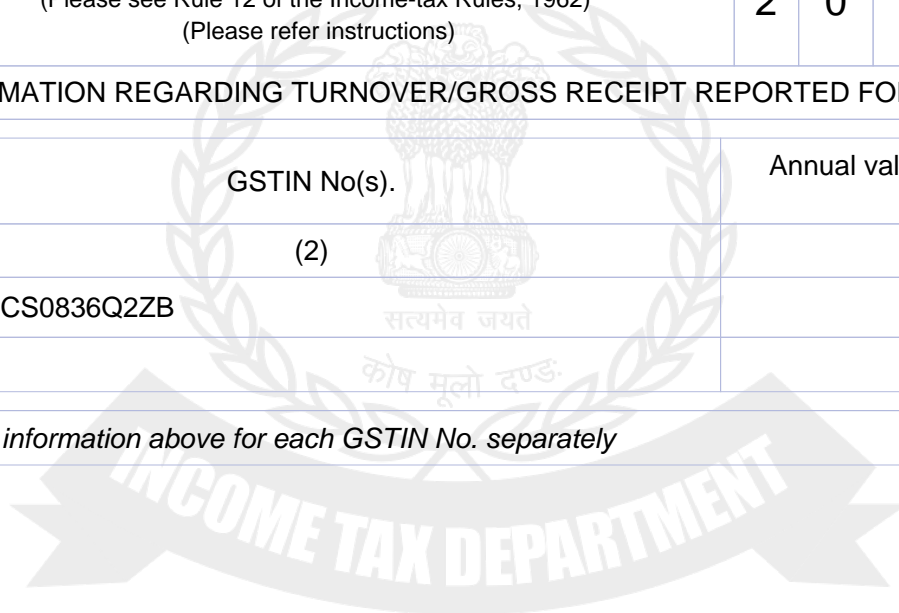 (Please see Rule 12 of the Income-tax Rules, 1962) 2 0
(Please refer instructions)
MATION REGARDING TURNOVER/GROSS RECEIPT REPORTED FO
GSTIN No(s). Annual val
(2)
CS0836Q2ZB
सत्यमेव जयते
कोष मूलो दण्ड:
information above for each GSTIN No. separately
INCOME TAX DEPARTMENT